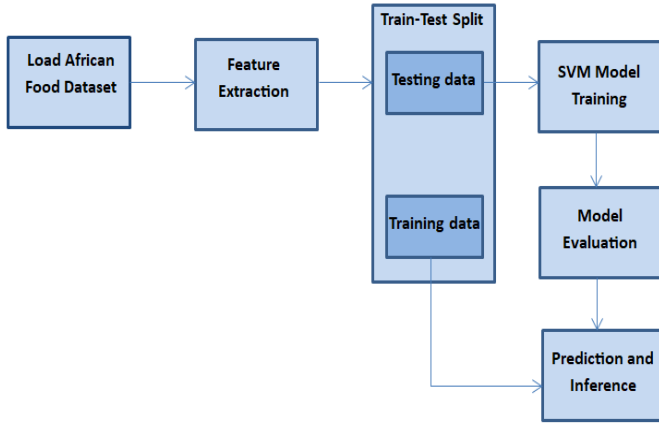 Load African
Food Dataset
Feature
Extraction
Train-Test Split
Testing data
Training data
SVM Model
Training
Model
Evaluation
Prediction and
Inference